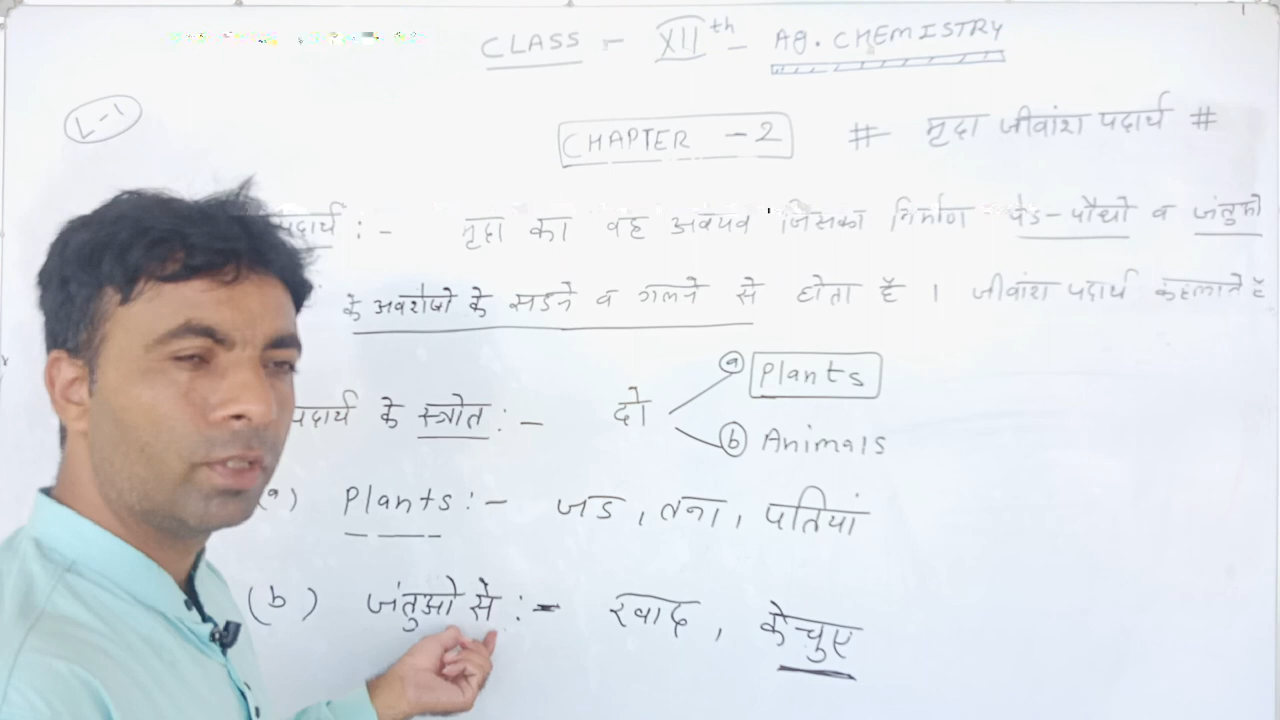 CLASS - XIIth - Ag. CHEMISTRY
L-1
CHAPTER - 2 # मृदा जीवांश पदार्थ #
पदार्थ :- मृदा का वह अवयव जिसका निर्माण पेड-पौधो व जंतुओ
के अवशेषो के सडने व गलने से होता है । जीवांश पदार्थ कहलाते है
पदार्थ के स्त्रोत :- दो (a) Plants
(b) Animals
(a) Plants :- जड , तना , पतियां
(b) जंतुओ से :- खाद , केचुए